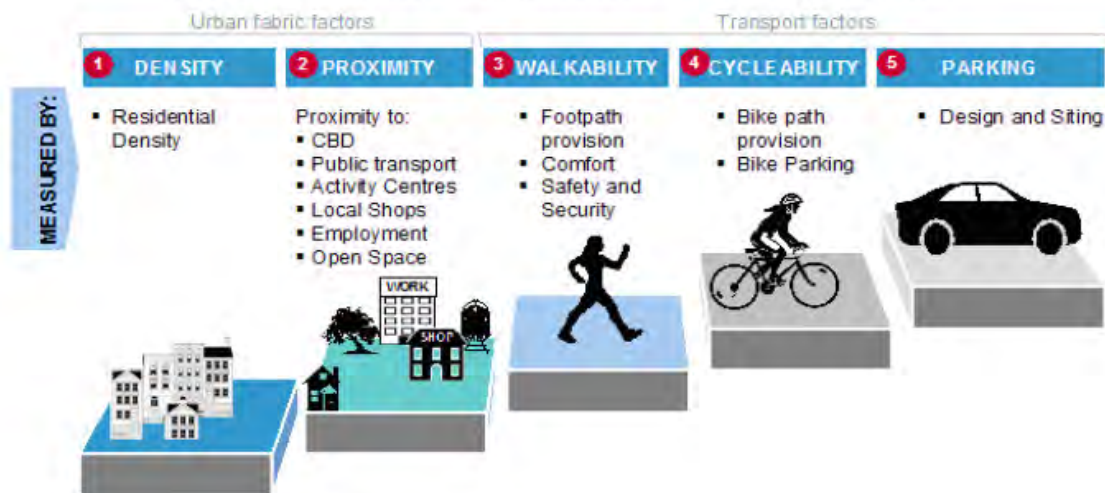 Urban fabric factors
Transport factors
1 DENSITY
2 PROXIMITY
3 WALKABILITY
4 CYCLEABILITY
5 PARKING
MEASURED BY:
▪ Residential
Density
Proximity to:
▪ CBD
▪ Public transport
▪ Activity Centres
▪ Local Shops
▪ Employment
▪ Open Space
▪ Footpath
provision
▪ Comfort
▪ Safety and
Security
▪ Bike path
provision
▪ Bike Parking
▪ Design and Siting
WORK
SHOP